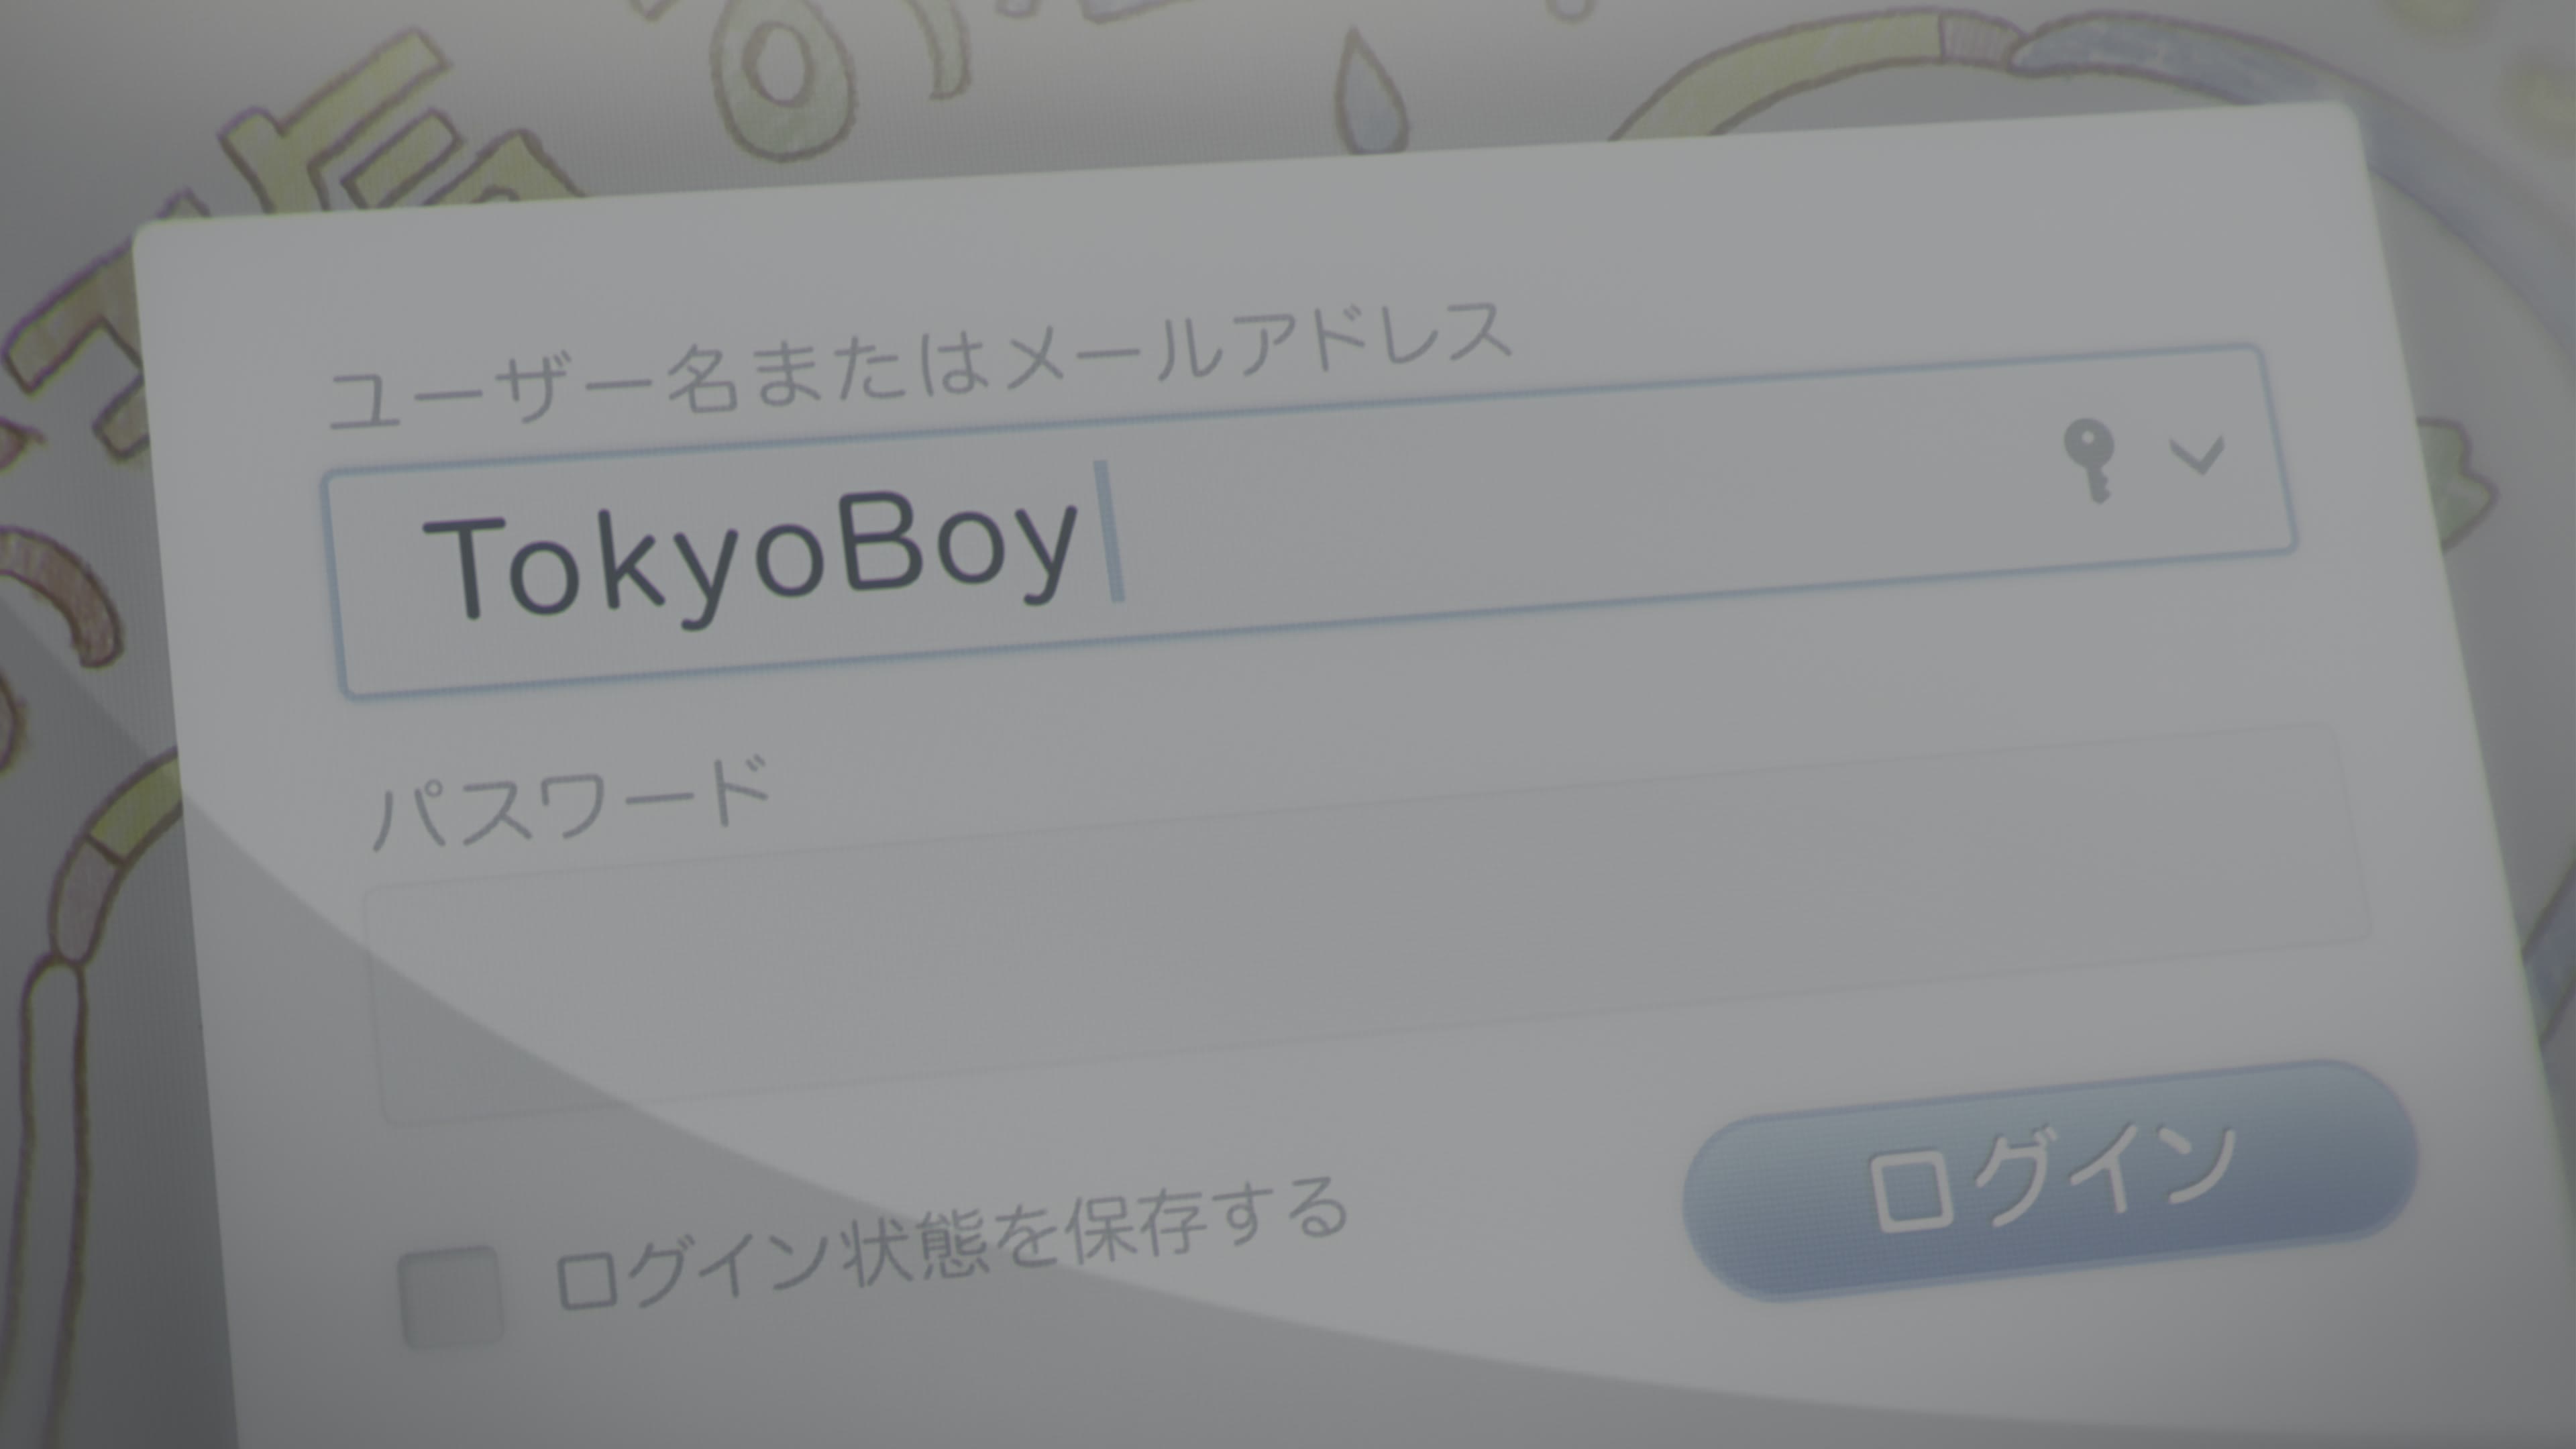 ユーザー名またはメールアドレス
TokyoBoy
パスワード
ログイン状態を保存する
ログイン